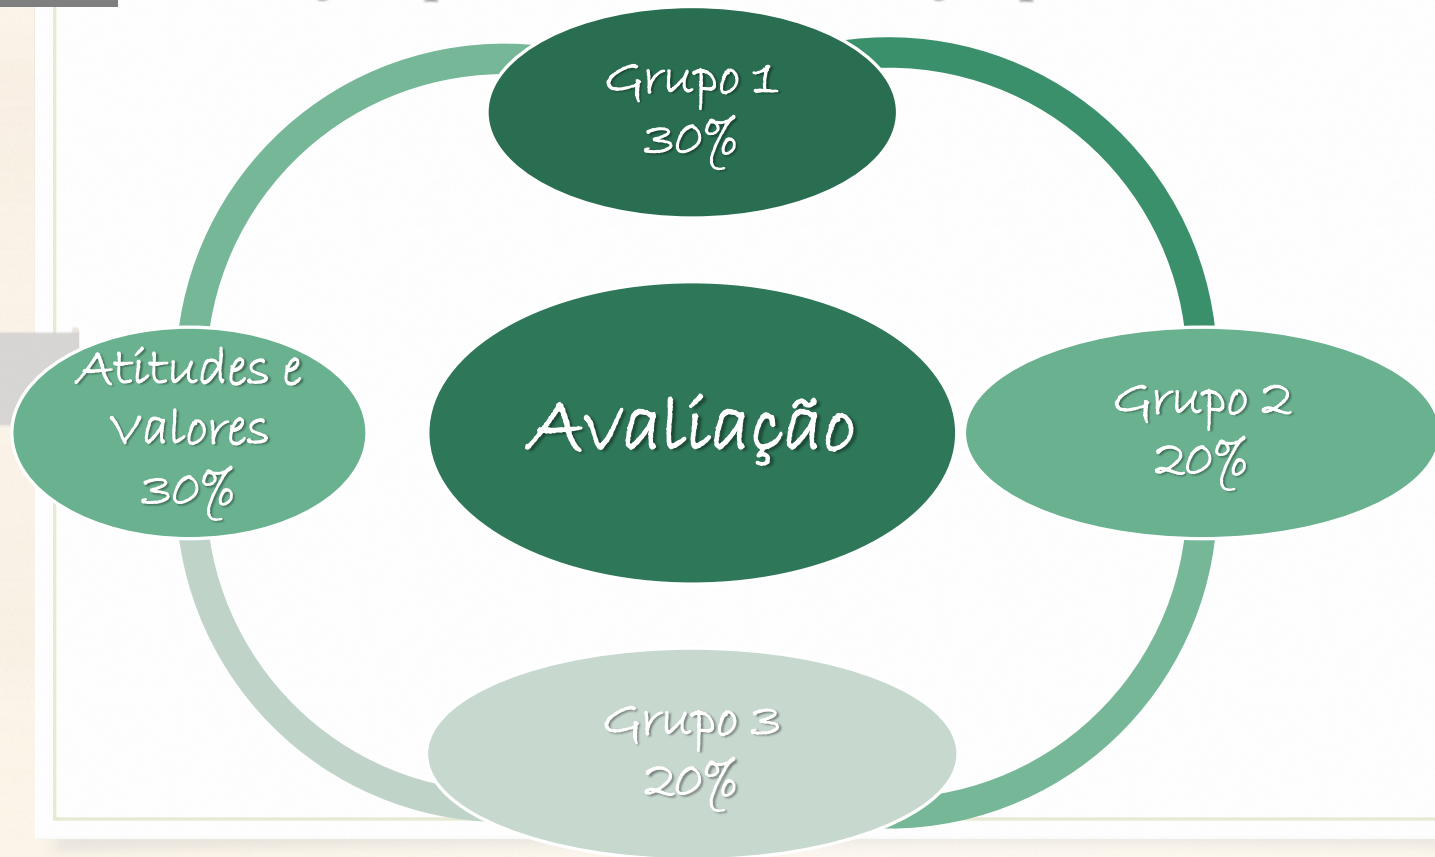 Grupo 1
30%
Atitudes e
Valores
30%
Avaliação
Grupo 2
20%
Grupo 3
20%